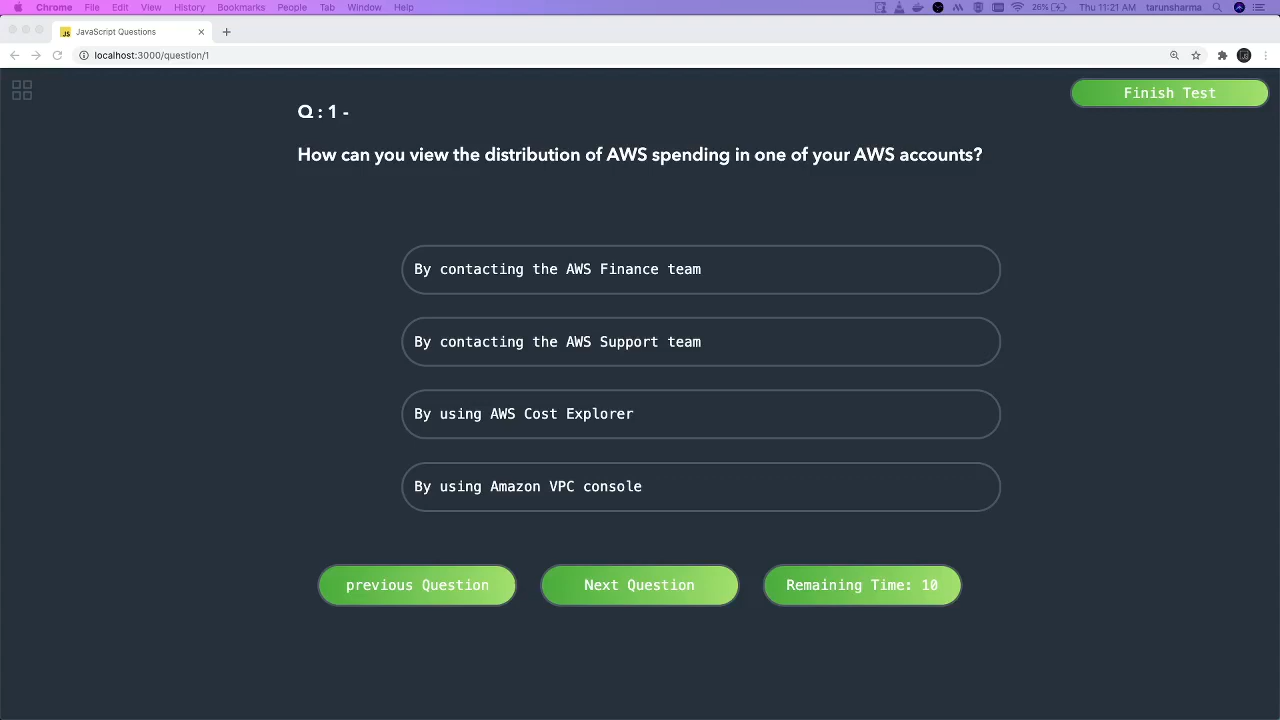 Chrome File Edit View History Bookmarks People Tab Window Help 26% Thu 11:21 AM tarunsharma
JS JavaScript Questions
localhost:3000/question/1
Finish Test
Q : 1 -
How can you view the distribution of AWS spending in one of your AWS accounts?
By contacting the AWS Finance team
By contacting the AWS Support team
By using AWS Cost Explorer
By using Amazon VPC console
previous Question Next Question Remaining Time: 10